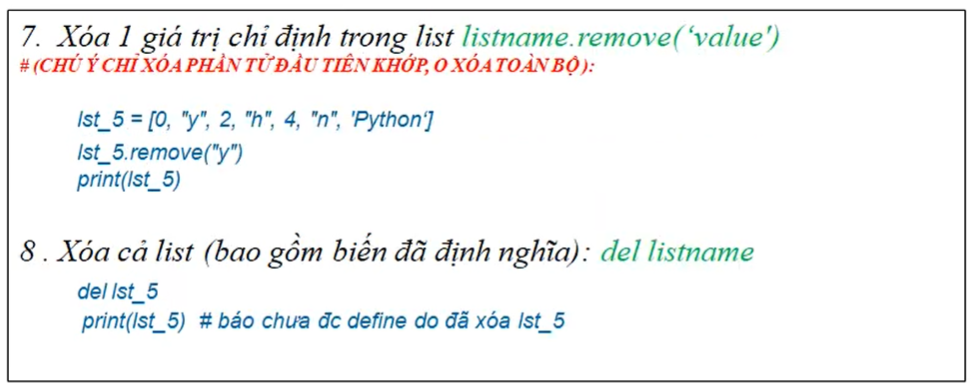 7. Xóa 1 giá trị chỉ định trong list listname.remove(‘value')
# (CHÚ Ý CHỈ XÓA PHẦN TỬ ĐẦU TIÊN KHỚP, O XÓA TOÀN BỘ):
lst_5 = [0, "y", 2, "h", 4, "n", 'Python‘]
lst_5.remove("y")
print(lst_5)
8 . Xóa cả list (bao gồm biến đã định nghĩa): del listname
del lst_5
print(lst_5) # báo chưa đc define do đã xóa lst_5